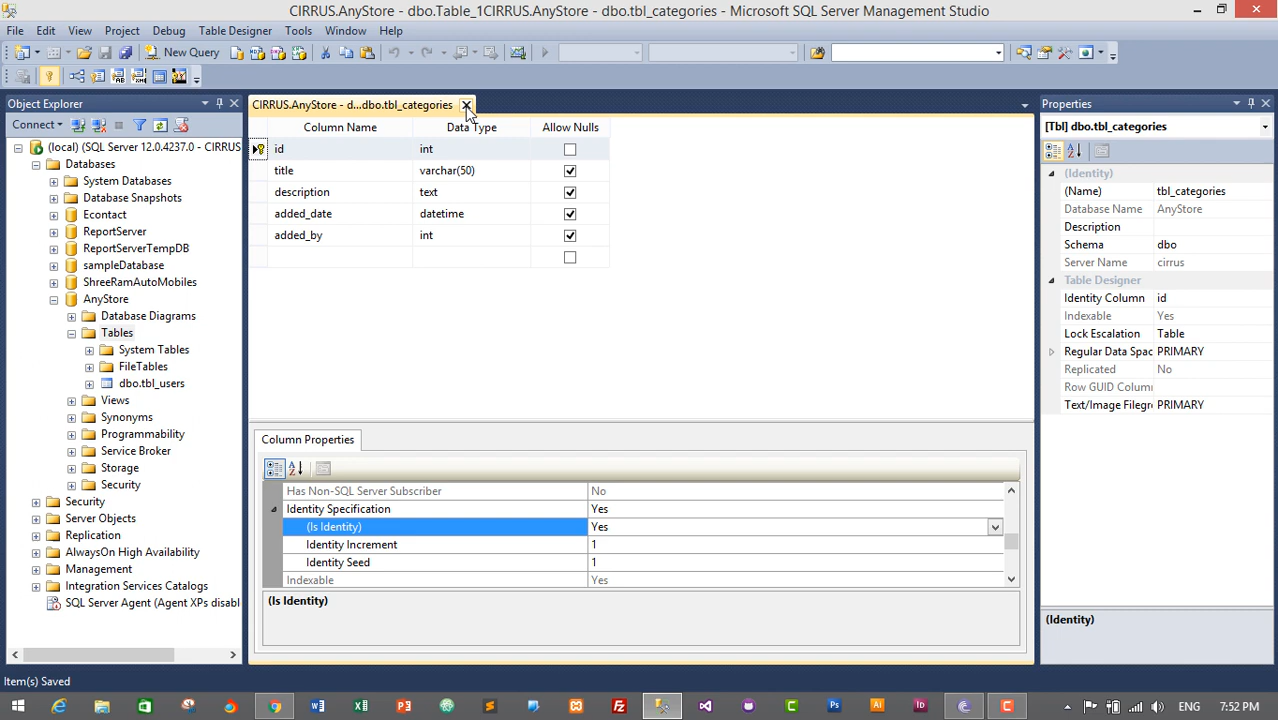 CIRRUS.AnyStore - dbo.Table_1CIRRUS.AnyStore - dbo.tbl_categories - Microsoft SQL Server Management Studio
File Edit View Project Debug Table Designer Tools Window Help
New Query
Object Explorer
Connect
(local) (SQL Server 12.0.4237.0 - CIRRUS
Databases
System Databases
Database Snapshots
Econtact
ReportServer
ReportServerTempDB
sampleDatabase
ShreeRamAutoMobiles
AnyStore
Database Diagrams
Tables
System Tables
FileTables
dbo.tbl_users
Views
Synonyms
Programmability
Service Broker
Storage
Security
Security
Server Objects
Replication
AlwaysOn High Availability
Management
Integration Services Catalogs
SQL Server Agent (Agent XPs disabl
CIRRUS.AnyStore - d...dbo.tbl_categories
Column Name Data Type Allow Nulls
id int
title varchar(50)
description text
added_date datetime
added_by int
Column Properties
Has Non-SQL Server Subscriber No
Identity Specification Yes
(Is Identity) Yes
Identity Increment 1
Identity Seed 1
Indexable Yes
(Is Identity)
Properties
[Tbl] dbo.tbl_categories
(Identity)
(Name) tbl_categories
Database Name AnyStore
Description
Schema dbo
Server Name cirrus
Table Designer
Identity Column id
Indexable Yes
Lock Escalation Table
Regular Data Spac PRIMARY
Replicated No
Row GUID Colum
Text/Image Filegr PRIMARY
(Identity)
Item(s) Saved
ENG 7:52 PM